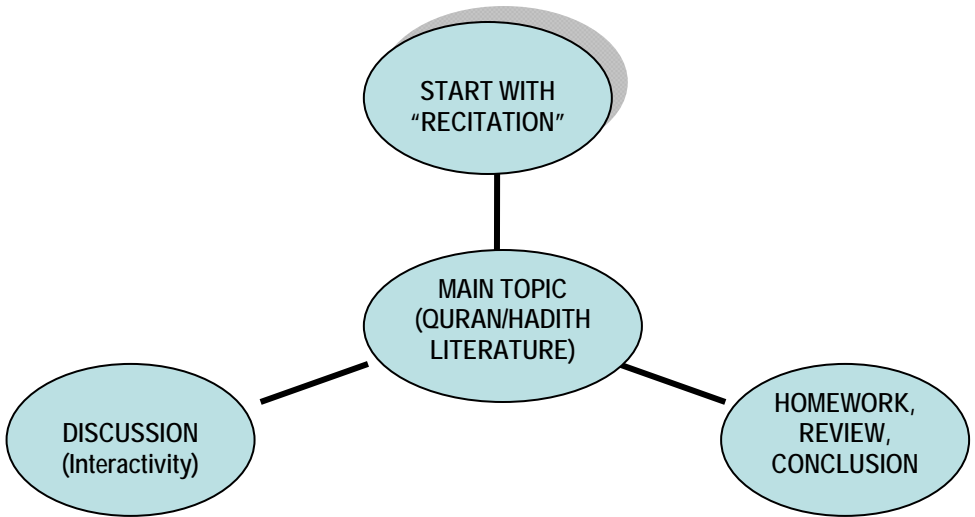 START WITH
“RECITATION”
MAIN TOPIC
(QURAN/HADITH
LITERATURE)
DISCUSSION
(Interactivity)
HOMEWORK,
REVIEW,
CONCLUSION